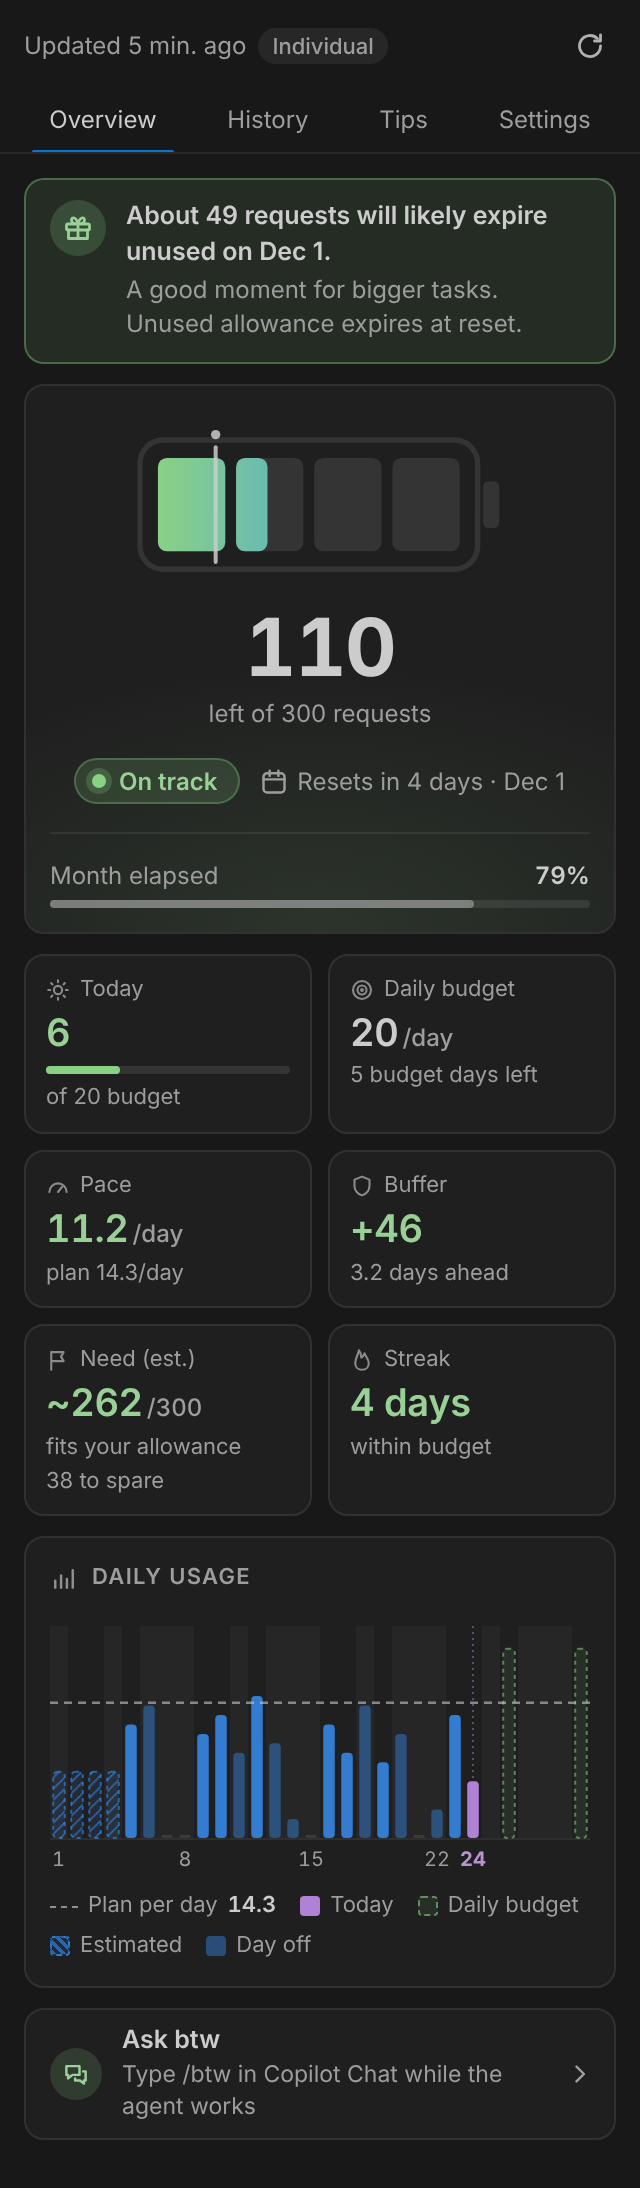 Updated 5 min. ago Individual
Overview History Tips Settings
About 49 requests will likely expire
unused on Dec 1.
A good moment for bigger tasks.
Unused allowance expires at reset.
110
left of 300 requests
On track Resets in 4 days · Dec 1
Month elapsed 79%
Today
6
of 20 budget
Daily budget
20/day
5 budget days left
Pace
11.2/day
plan 14.3/day
Buffer
+46
3.2 days ahead
Need (est.)
~262/300
fits your allowance
38 to spare
Streak
4 days
within budget
DAILY USAGE
1 8 15 22 24
Plan per day 14.3 Today Daily budget
Estimated Day off
Ask btw
Type /btw in Copilot Chat while the
agent works